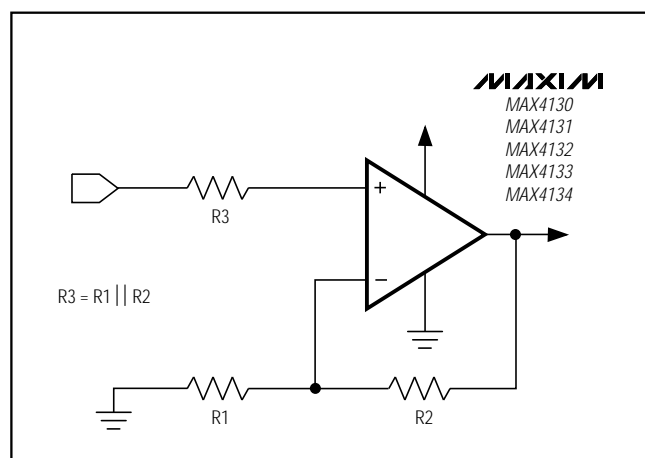 MAXIM
MAX4130
MAX4131
MAX4132
MAX4133
MAX4134
+
R3
−
R3 = R1 || R2
R1
R2